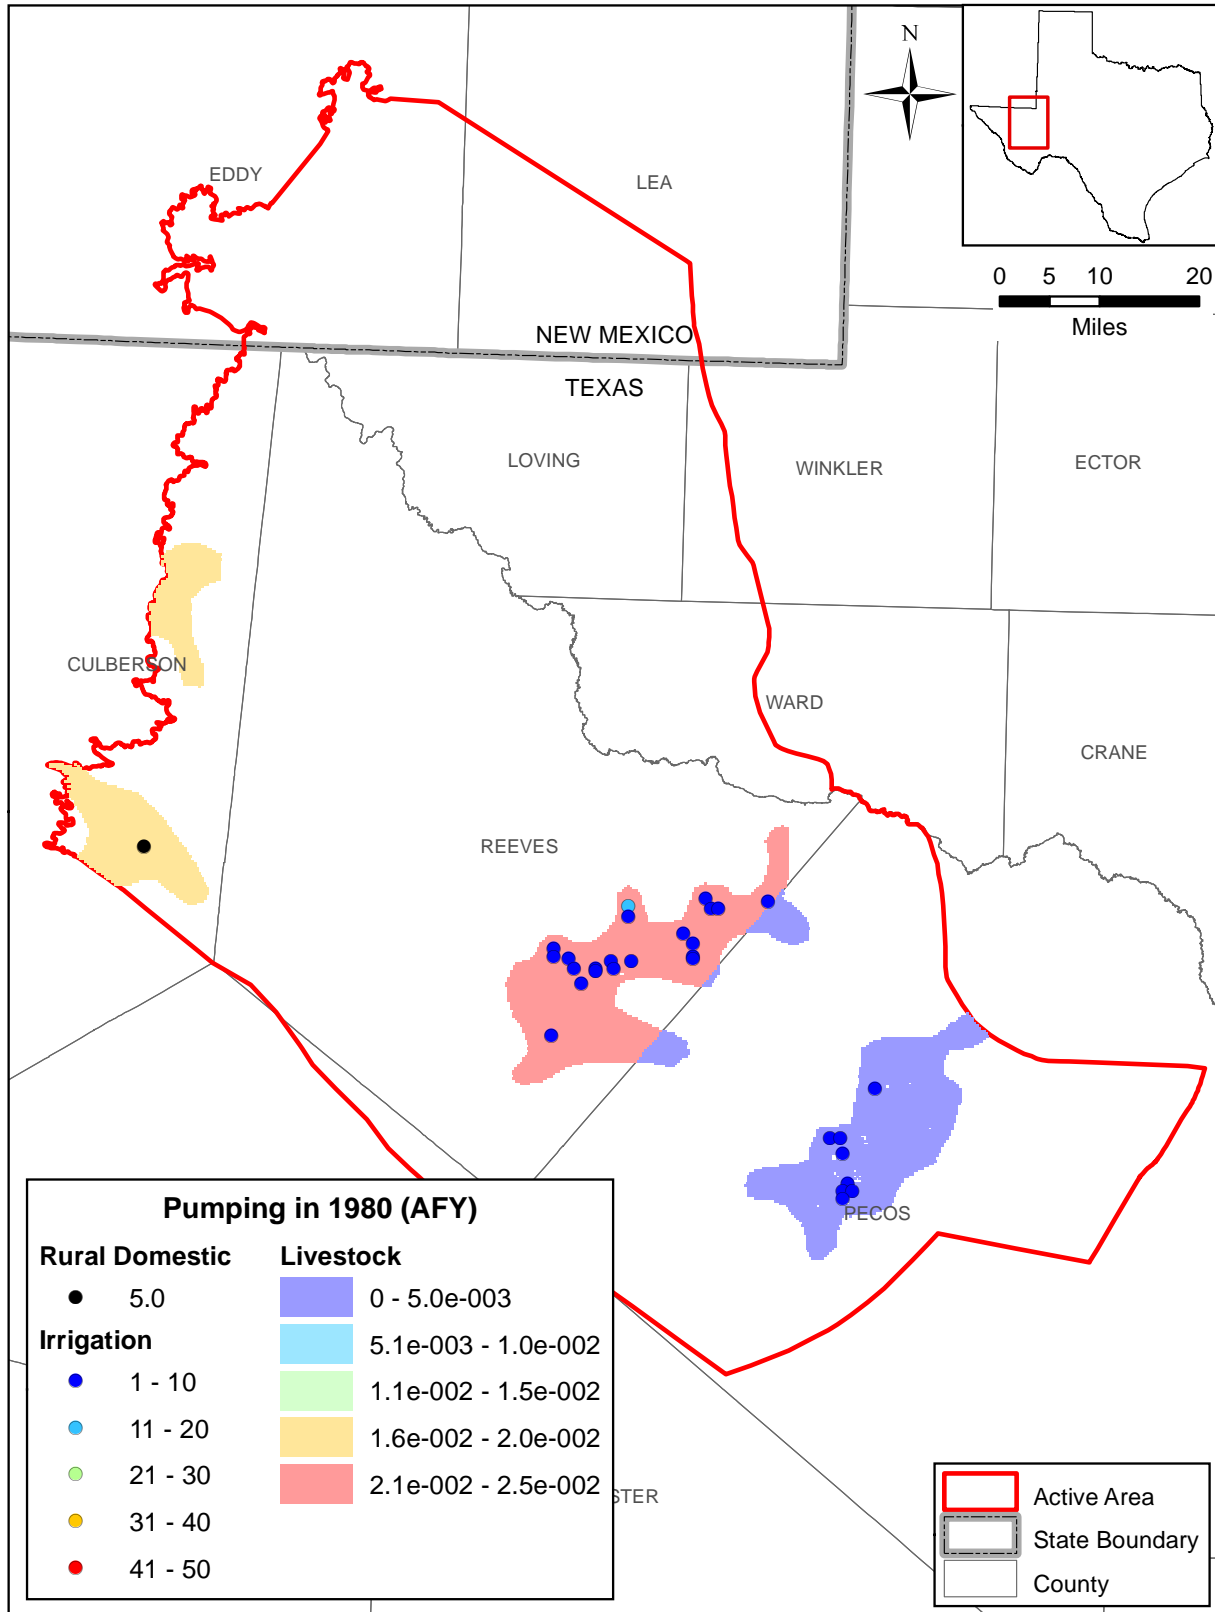 N
EDDY
LEA
0 5 10 20
Miles
NEW MEXICO
TEXAS
LOVING
WINKLER
ECTOR
CULBERSON
WARD
CRANE
REEVES
PECOS
STER
Pumping in 1980 (AFY)
Rural Domestic
5.0
Irrigation
1 - 10
11 - 20
21 - 30
31 - 40
41 - 50
Livestock
0 - 5.0e-003
5.1e-003 - 1.0e-002
1.1e-002 - 1.5e-002
1.6e-002 - 2.0e-002
2.1e-002 - 2.5e-002
Active Area
State Boundary
County